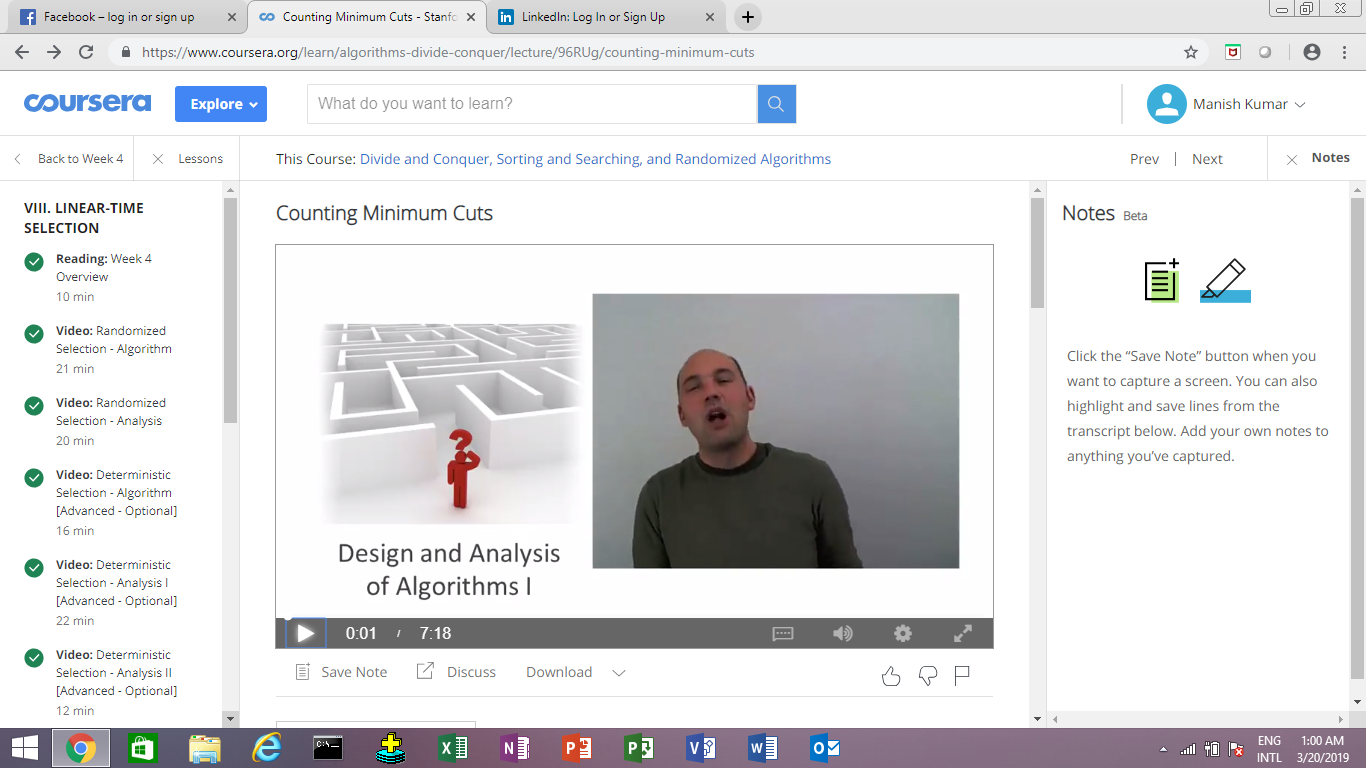 Facebook – log in or sign up
Counting Minimum Cuts - Stanfo
LinkedIn: Log In or Sign Up
https://www.coursera.org/learn/algorithms-divide-conquer/lecture/96RUg/counting-minimum-cuts
coursera
Explore
What do you want to learn?
Manish Kumar
Back to Week 4
Lessons
This Course: Divide and Conquer, Sorting and Searching, and Randomized Algorithms
Prev | Next
Notes
VIII. LINEAR-TIME
SELECTION
Reading: Week 4
Overview
10 min
Video: Randomized
Selection - Algorithm
21 min
Video: Randomized
Selection - Analysis
20 min
Video: Deterministic
Selection - Algorithm
[Advanced - Optional]
16 min
Video: Deterministic
Selection - Analysis I
[Advanced - Optional]
22 min
Video: Deterministic
Selection - Analysis II
[Advanced - Optional]
12 min
Counting Minimum Cuts
?
Design and Analysis
of Algorithms I
0:01 / 7:18
Save Note
Discuss
Download
Notes Beta
Click the “Save Note” button when you
want to capture a screen. You can also
highlight and save lines from the
transcript below. Add your own notes to
anything you’ve captured.
ENG
INTL
1:00 AM
3/20/2019